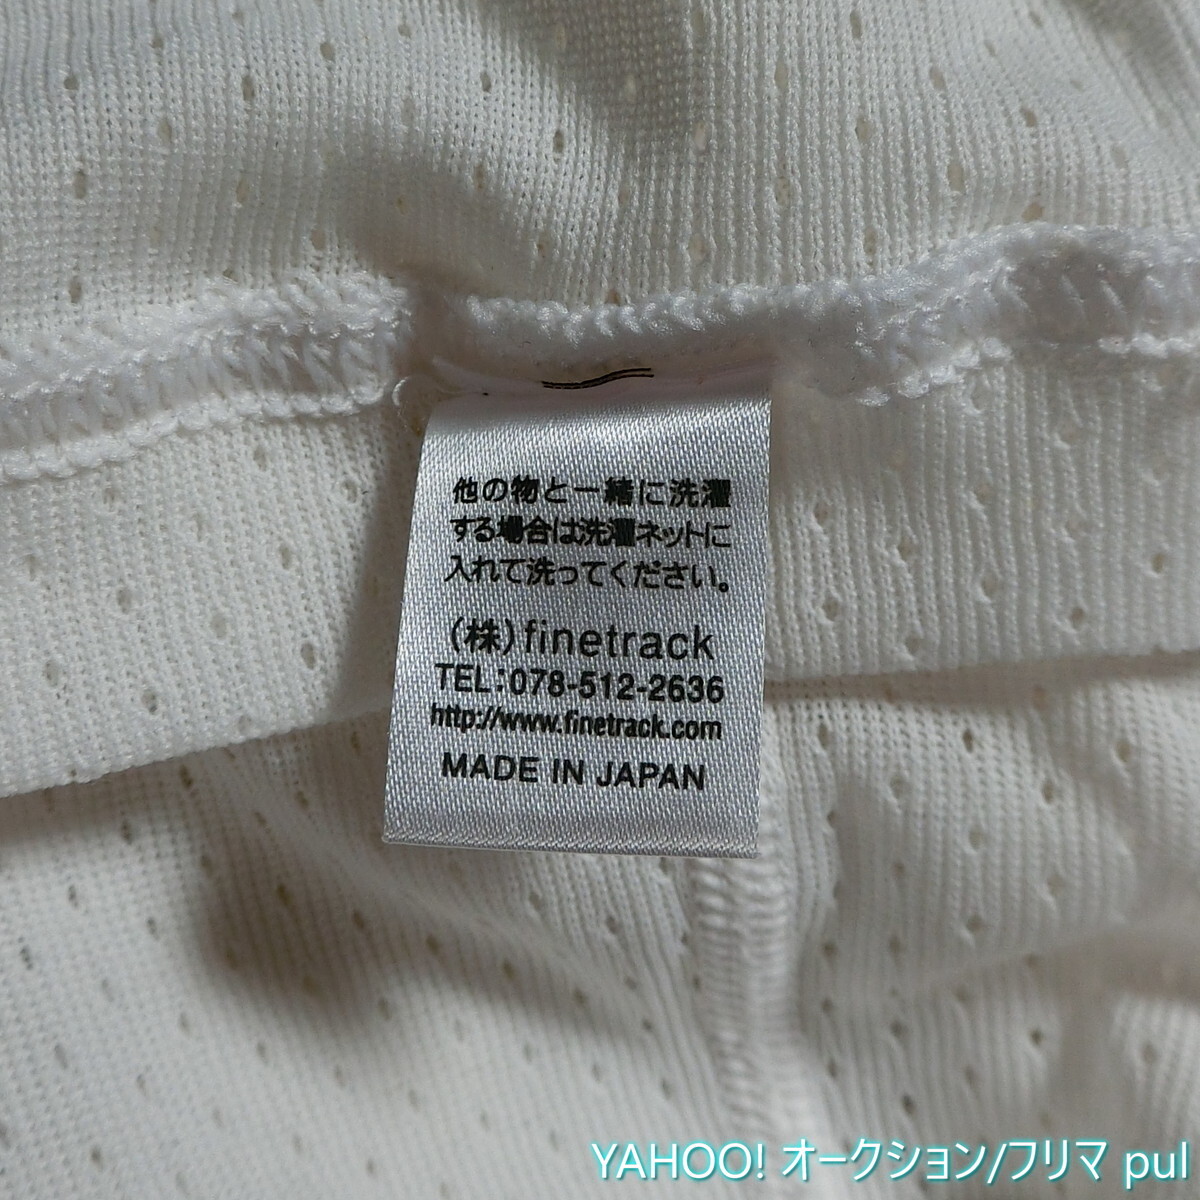 他の物と一緒に洗濯
する場合は洗濯ネットに
入れて洗ってください。
(株)finetrack
TEL:078-512-2636
http://www.finetrack.com
MADE IN JAPAN
YAHOO! オークション/フリマ pul